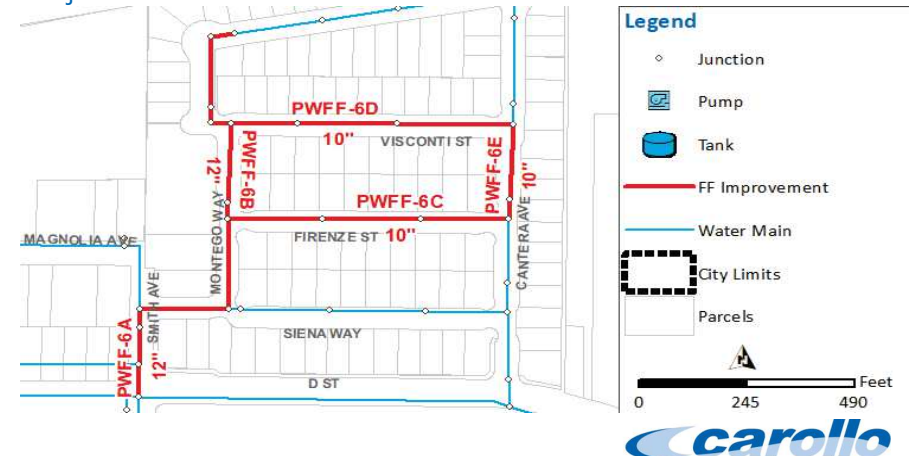 PWFF-6D
10"
VISCONTI ST
12"
PWFF-6B
PWFF-6E
10"
PWFF-6C
MONTEGO WAY
CANTERA AVE
MAGNOLIA AVE
FIRENZE ST
10"
SMITH AVE
PWFF-6A
12"
SIENA WAY
D ST
Legend
Junction
Pump
Tank
FF Improvement
Water Main
City Limits
Parcels
Feet
0 245 490
carollo